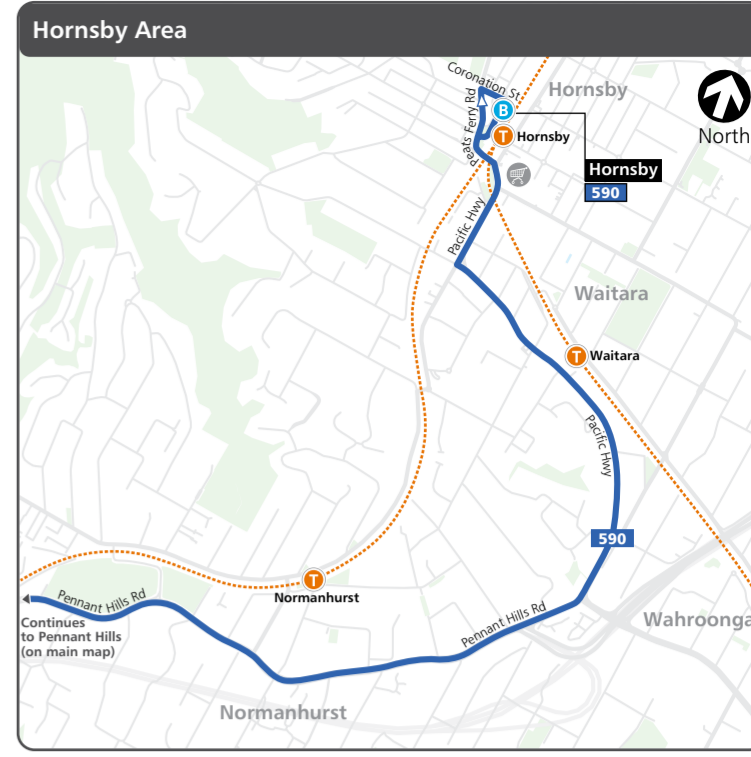 Hornsby Area
Coronation St
Hornsby
Peats Ferry Rd
B
T
Hornsby
North
Hornsby
590
Pacific Hwy
Waitara
T
Waitara
Pacific Hwy
590
T
Normanhurst
Pennant Hills Rd
Continues
to Pennant Hills
(on main map)
Pennant Hills Rd
Wahroonga
Normanhurst